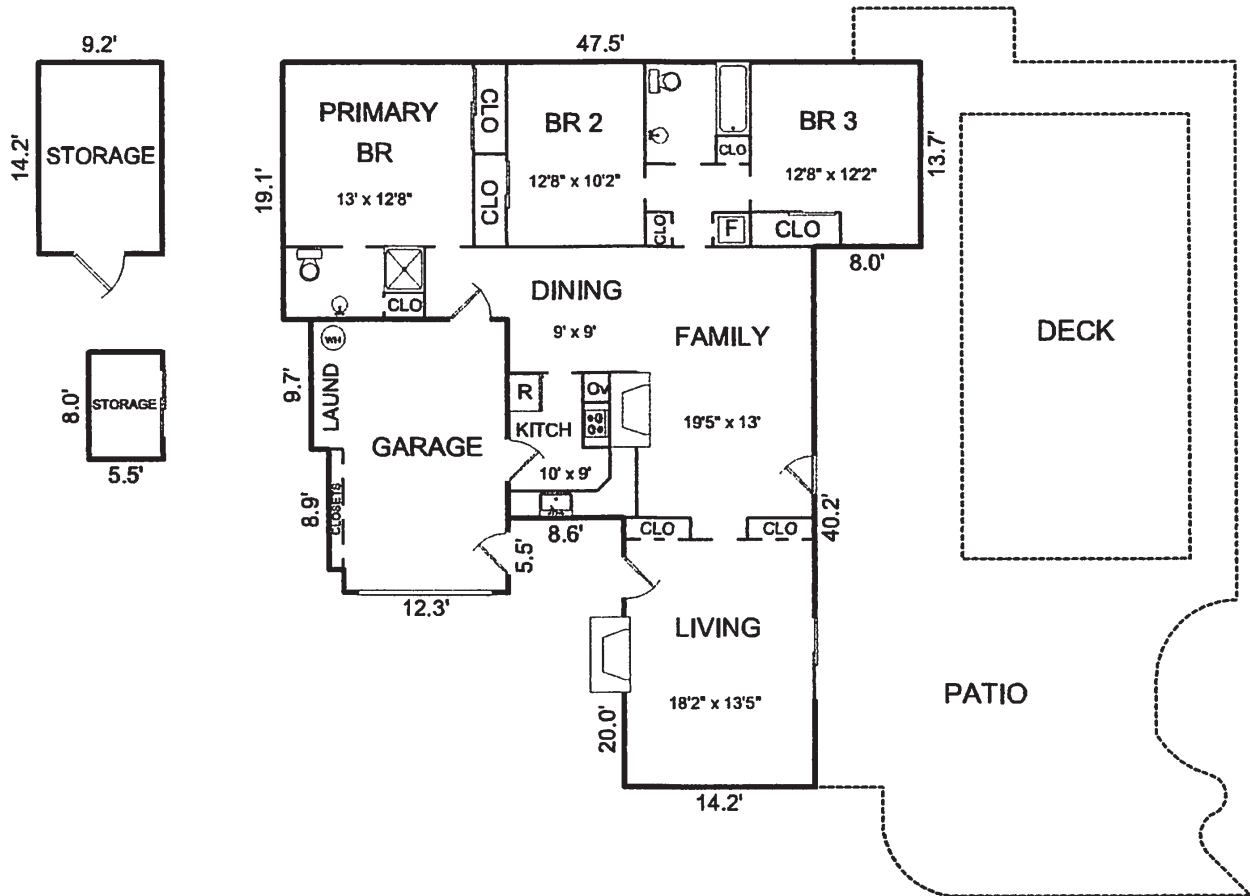 9.2'
47.5'
STORAGE
14.2'
PRIMARY
BR
13' x 12'8"
19.1'
CLO
CLO
BR 2
12'8" x 10'2"
CLO
CLO
F
BR 3
12'8" x 12'2"
CLO
13.7'
8.0'
CLO
DINING
9' x 9'
FAMILY
19'5" x 13'
DECK
STORAGE
8.0'
5.5'
WH
LAUND
9.7'
GARAGE
CLOSETS
8.9'
R
OV
KITCH
10' x 9'
8.6'
5.5'
12.3'
CLO
CLO
40.2'
LIVING
18'2" x 13'5"
20.0'
14.2'
PATIO